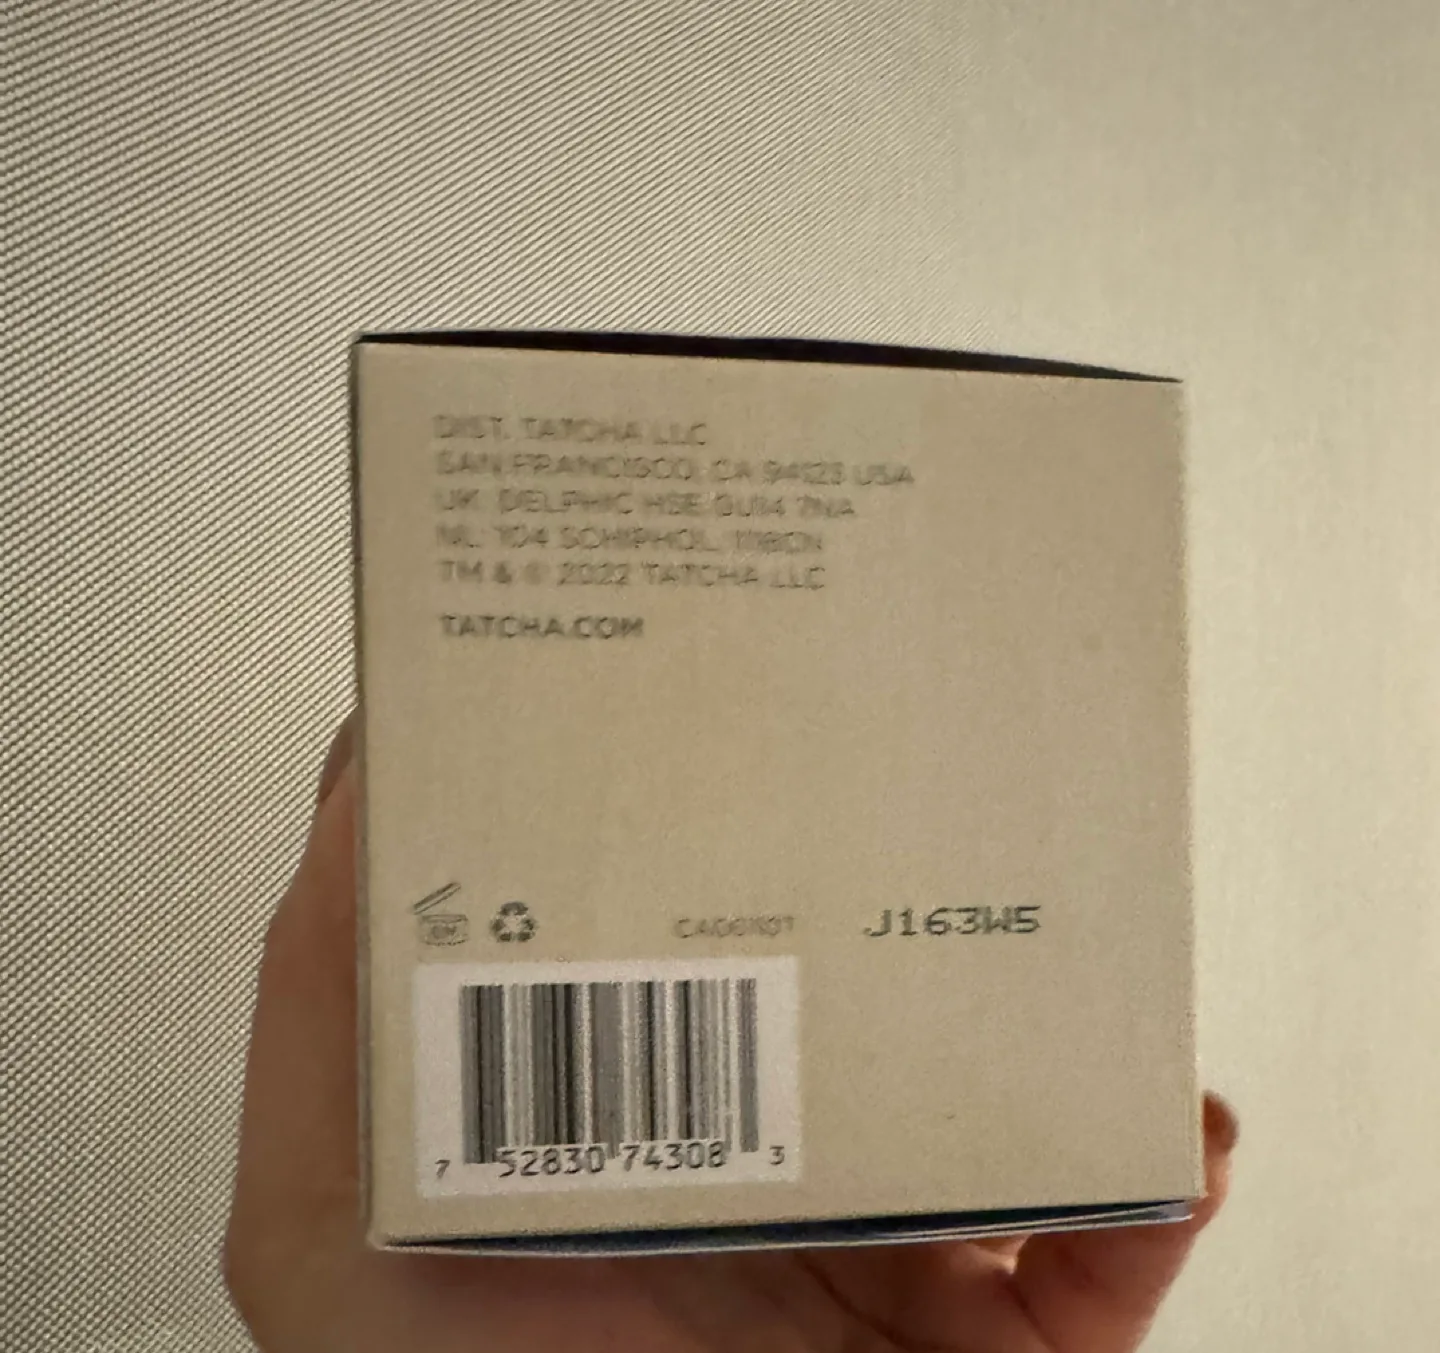 DIST. TATCHA LLC
SAN FRANCISCO, CA 94123 USA
UK: DELPHIC HSE GU14 7NA
NL: 104 SCHIPHOL, 1118CN
TM & © 2022 TATCHA LLC
TATCHA.COM
J163W5
7 52830 74308 3